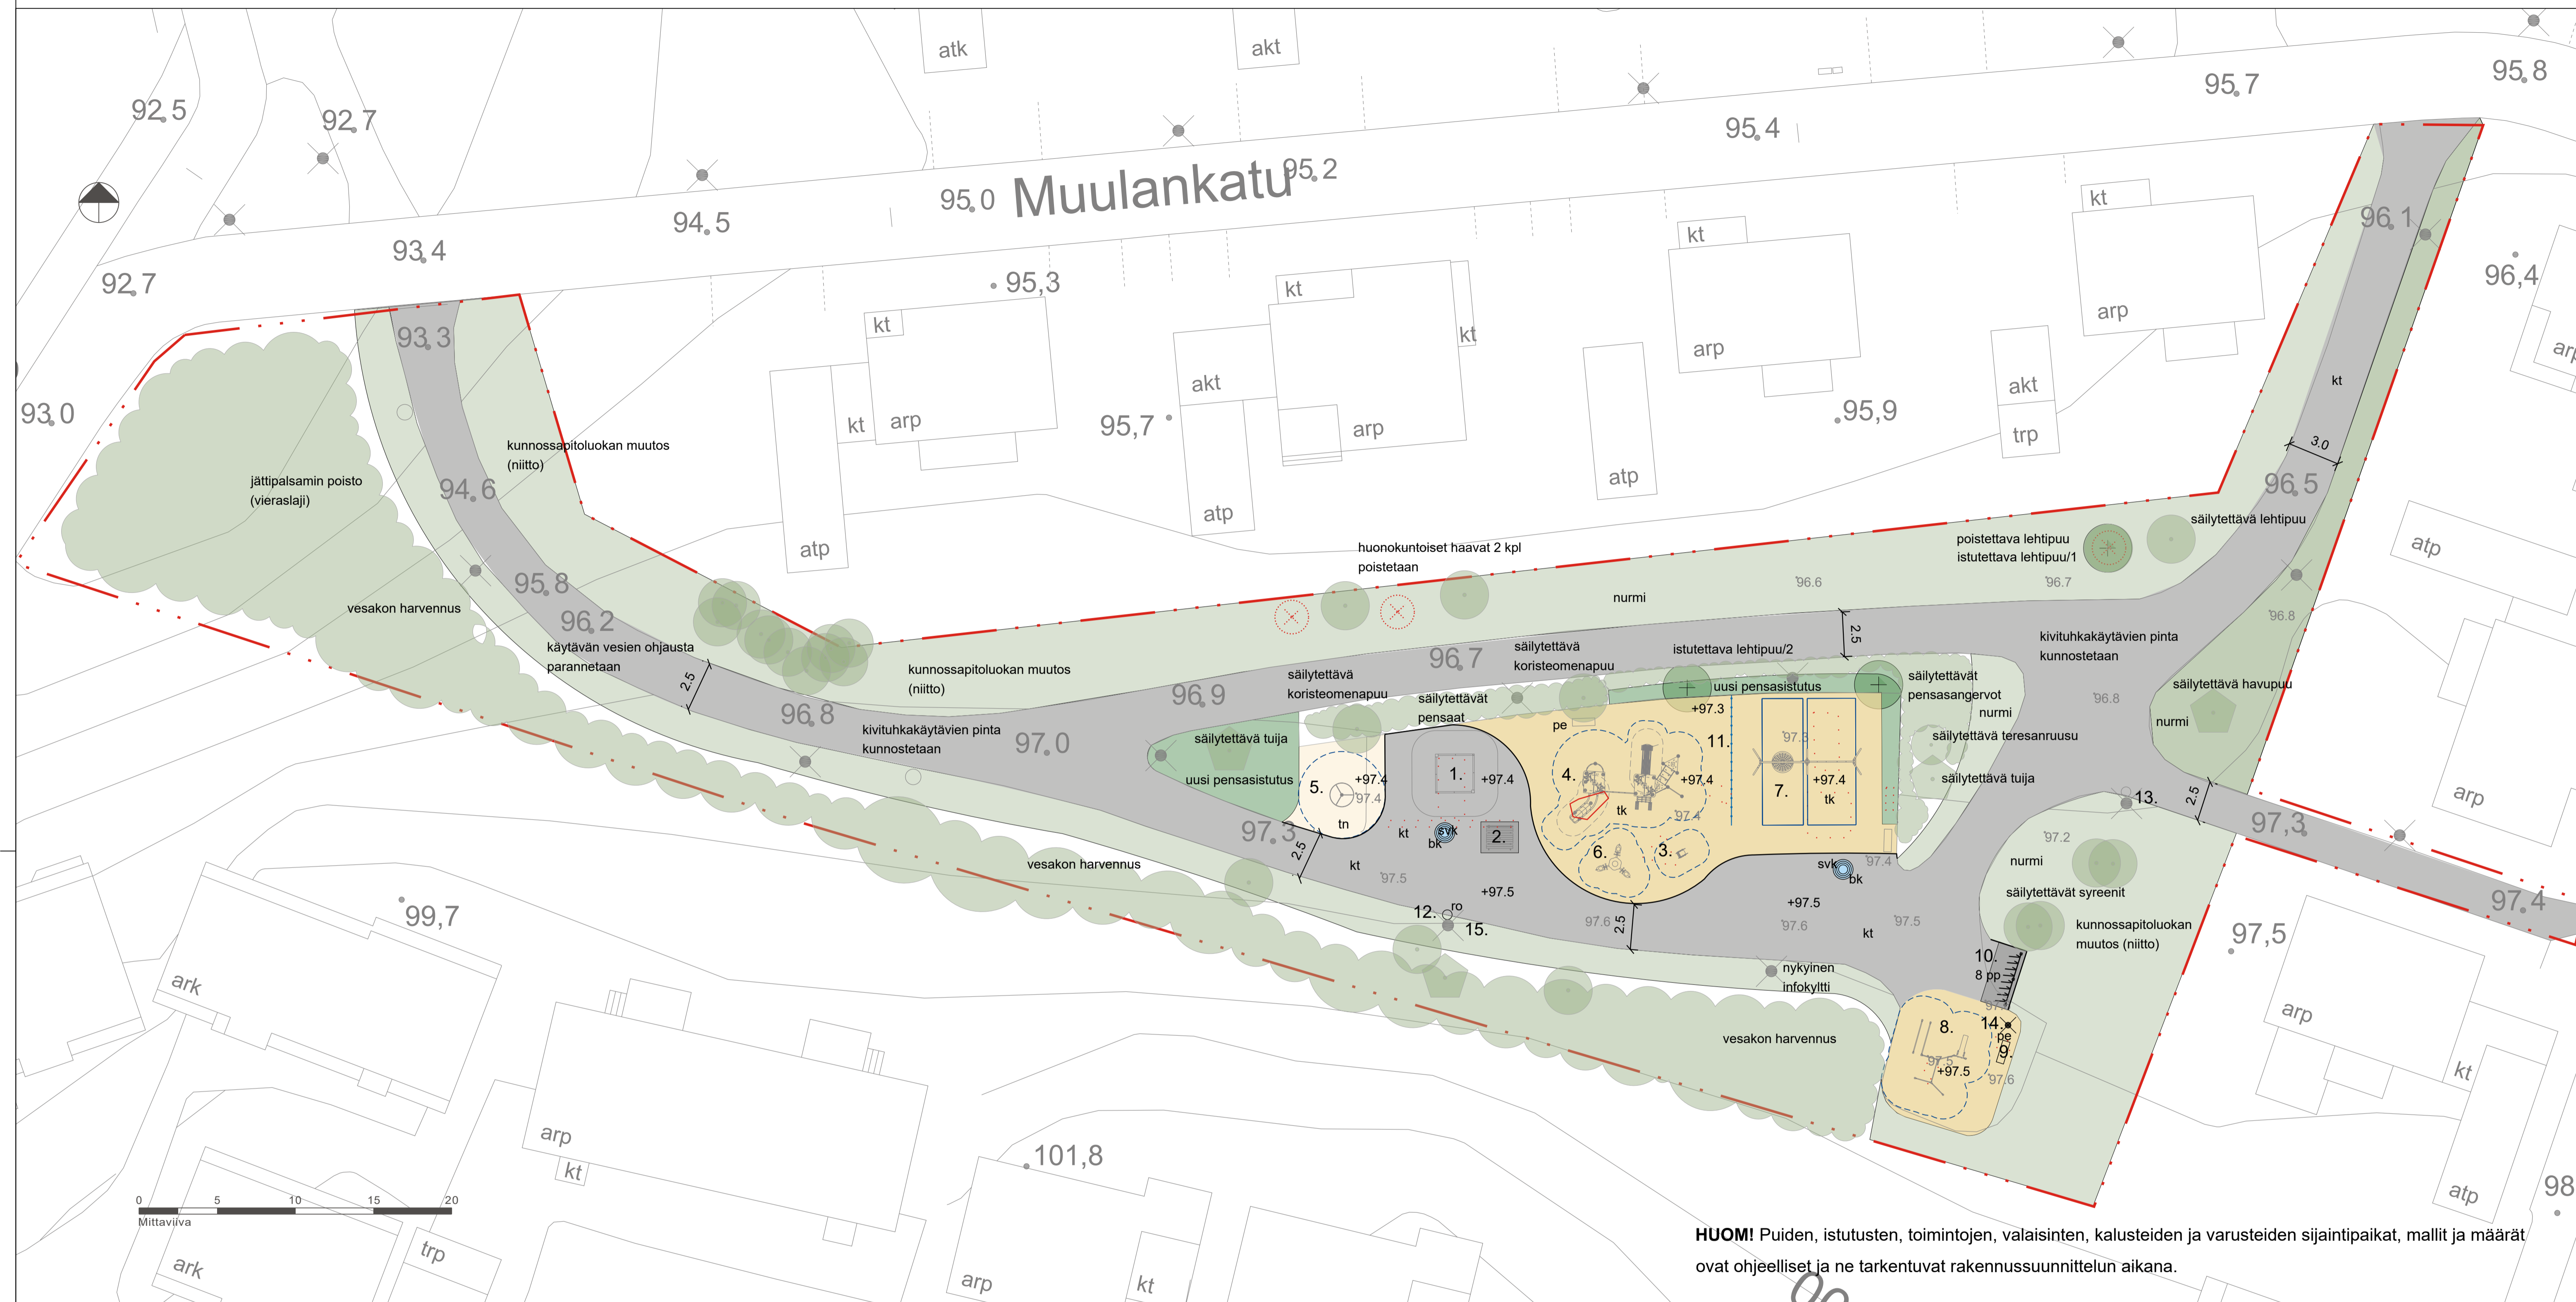 atk
akt
95.8
95.7
92.5
92.7
95.4
95.2
Muulankatu
95.0
94.5
93.4
92.7
kt
kt
96.1
96,4
95,3
kt
kt
kt
93.3
arp
arp
arp
kt
akt
akt
93.0
95,7
95,9
kt
arp
arp
trp
3.0
kunnossapitoluokan muutos
(niitto)
jättipalsamin poisto
(vieraslaji)
94.6
atp
96.5
atp
säilytettävä lehtipuu
atp
huonokuntoiset haavat 2 kpl
poistetaan
poistettava lehtipuu
istutettava lehtipuu/1
atp
95.8
96.6
96.7
nurmi
vesakon harvennus
96.2
96.8
käytävän vesien ohjausta
parannetaan
2.5
kivituhkakäytävien pinta
kunnostetaan
säilytettävä
koristeomenapuu
istutettava lehtipuu/2
96.7
kunnossapitoluokan muutos
(niitto)
2.5
säilytettävä
koristeomenapuu
säilytettävät
pensasangervot
96.9
uusi pensasistutus
säilytettävä havupuu
säilytettävät
pensaat
96.8
96.8
+97.3
nurmi
nurmi
pe
kivituhkakäytävien pinta
kunnostetaan
97.0
säilytettävä tuija
97.3
11.
säilytettävä teresanruusu
uusi pensasistutus
5.
+97.4
97.4
1.
+97.4
4.
+97.4
7.
+97.4
tk
säilytettävä tuija
13.
2.5
arp
tn
tk
97.4
97.3
97,3
kt
svk
bk
2.
97.2
2.5
6.
3.
vesakon harvennus
kt
svk
97.4
bk
nurmi
97.5
säilytettävät syreenit
+97.5
97.4
99,7
12.
ro
15.
+97.5
97.6
2.5
97.6
97.5
kt
kunnossapitoluokan
muutos (niitto)
97,5
10.
8 pp
nykyinen
infokyltti
ark
arp
8.
14.
pe
9.
vesakon harvennus
97.5
+97.5
97.6
kt
arp
kt
101,8
atp
98
0 5 10 15 20
Mittaviiva
HUOM! Puiden, istutusten, toimintojen, valaisinten, kalusteiden ja varusteiden sijaintipaikat, mallit ja määrät
ovat ohjeelliset ja ne tarkentuvat rakennussuunnittelun aikana.
trp
ark
arp
kt